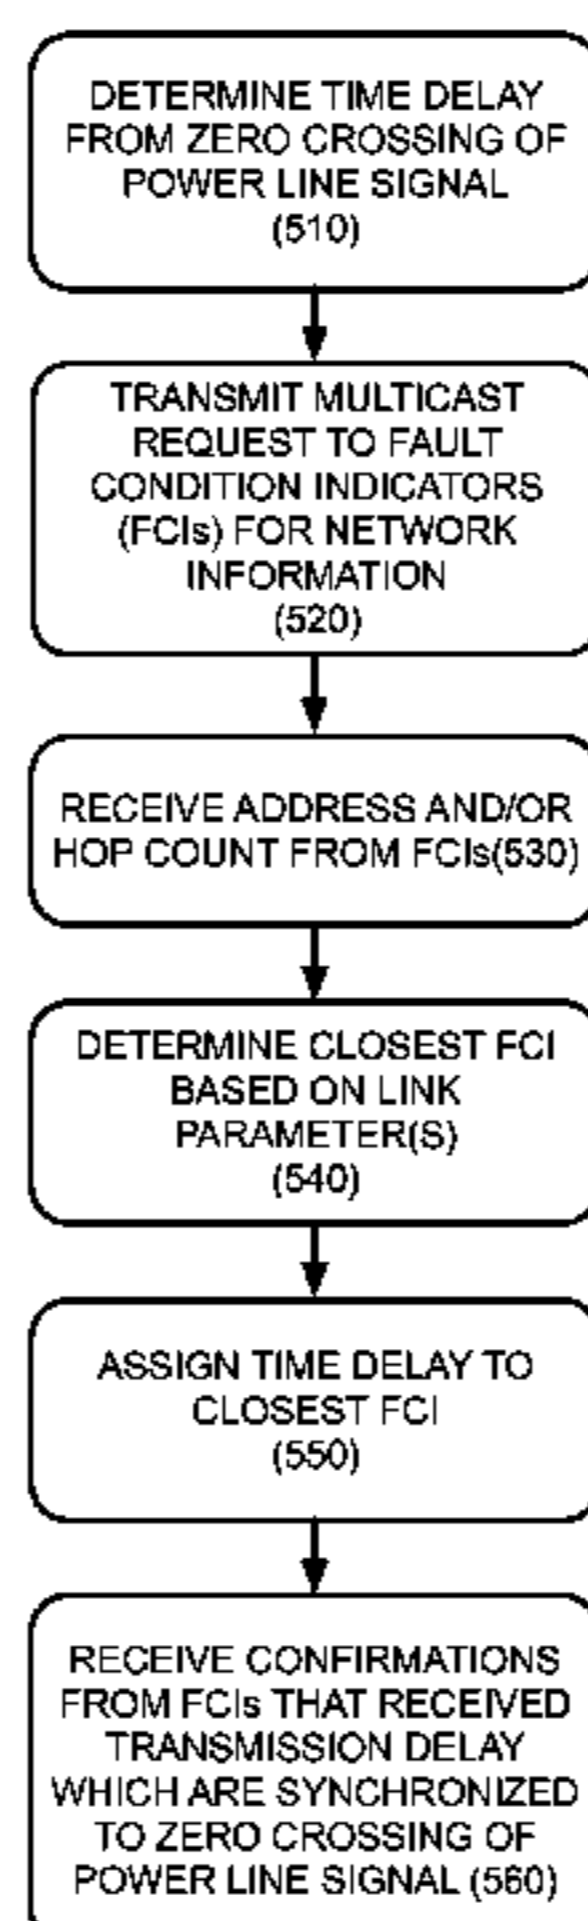 DETERMINE TIME DELAY
FROM ZERO CROSSING OF
POWER LINE SIGNAL
(510)
TRANSMIT MULTICAST
REQUEST TO FAULT
CONDITION INDICATORS
(FCIs) FOR NETWORK
INFORMATION
(520)
RECEIVE ADDRESS AND/OR
HOP COUNT FROM FCIs(530)
DETERMINE CLOSEST FCI
BASED ON LINK
PARAMETER(S)
(540)
ASSIGN TIME DELAY TO
CLOSEST FCI
(550)
RECEIVE CONFIRMATIONS
FROM FCIs THAT RECEIVED
TRANSMISSION DELAY
WHICH ARE SYNCHRONIZED
TO ZERO CROSSING OF
POWER LINE SIGNAL (560)